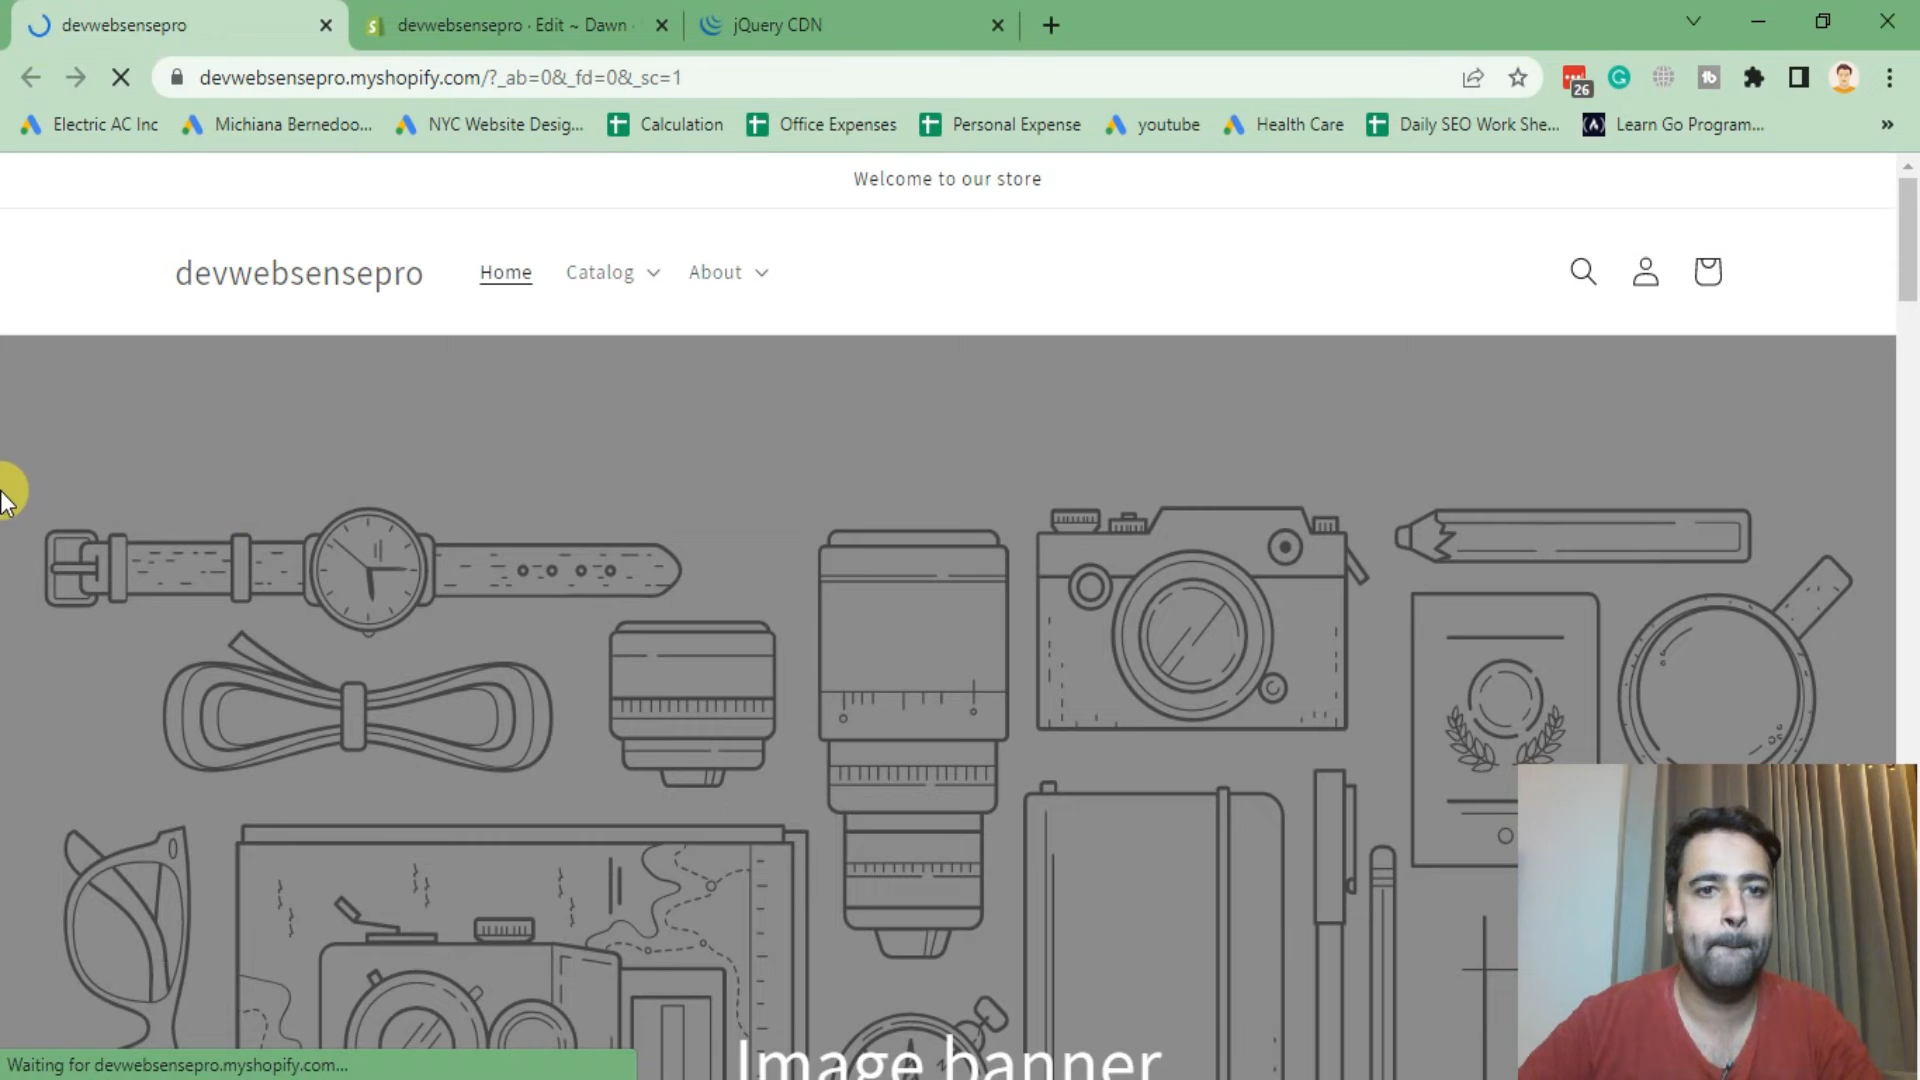 devwebsensepro
devwebsensepro · Edit ~ Dawn ·
jQuery CDN
devwebsensepro.myshopify.com/?_ab=0&_fd=0&_sc=1
26
Electric AC Inc
Michiana Bernedoo...
NYC Website Desig...
Calculation
Office Expenses
Personal Expense
youtube
Health Care
Daily SEO Work She...
Learn Go Program...
Welcome to our store
devwebsensepro
Home
Catalog
About
Image banner
Waiting for devwebsensepro.myshopify.com...